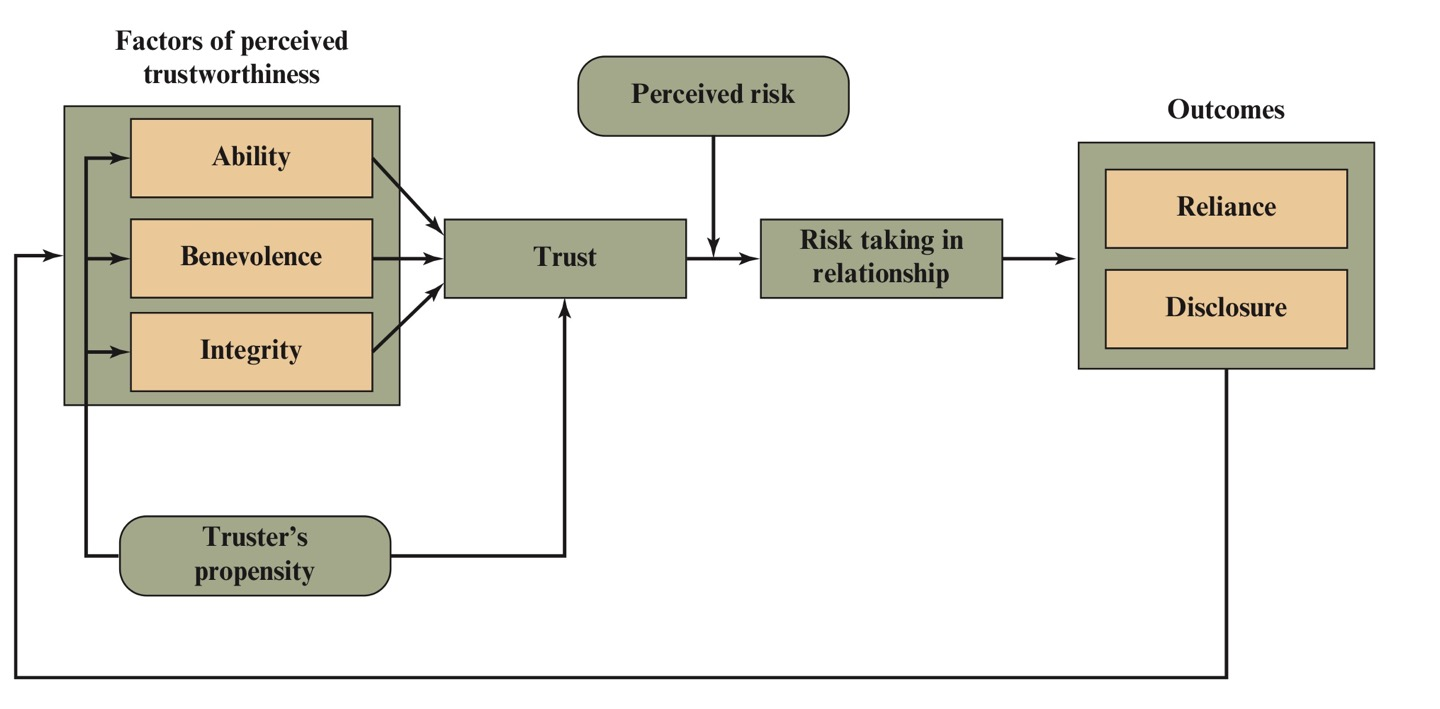 Factors of perceived
trustworthiness
Ability
Benevolence
Integrity
Truster’s
propensity
Trust
Perceived risk
Risk taking in
relationship
Outcomes
Reliance
Disclosure